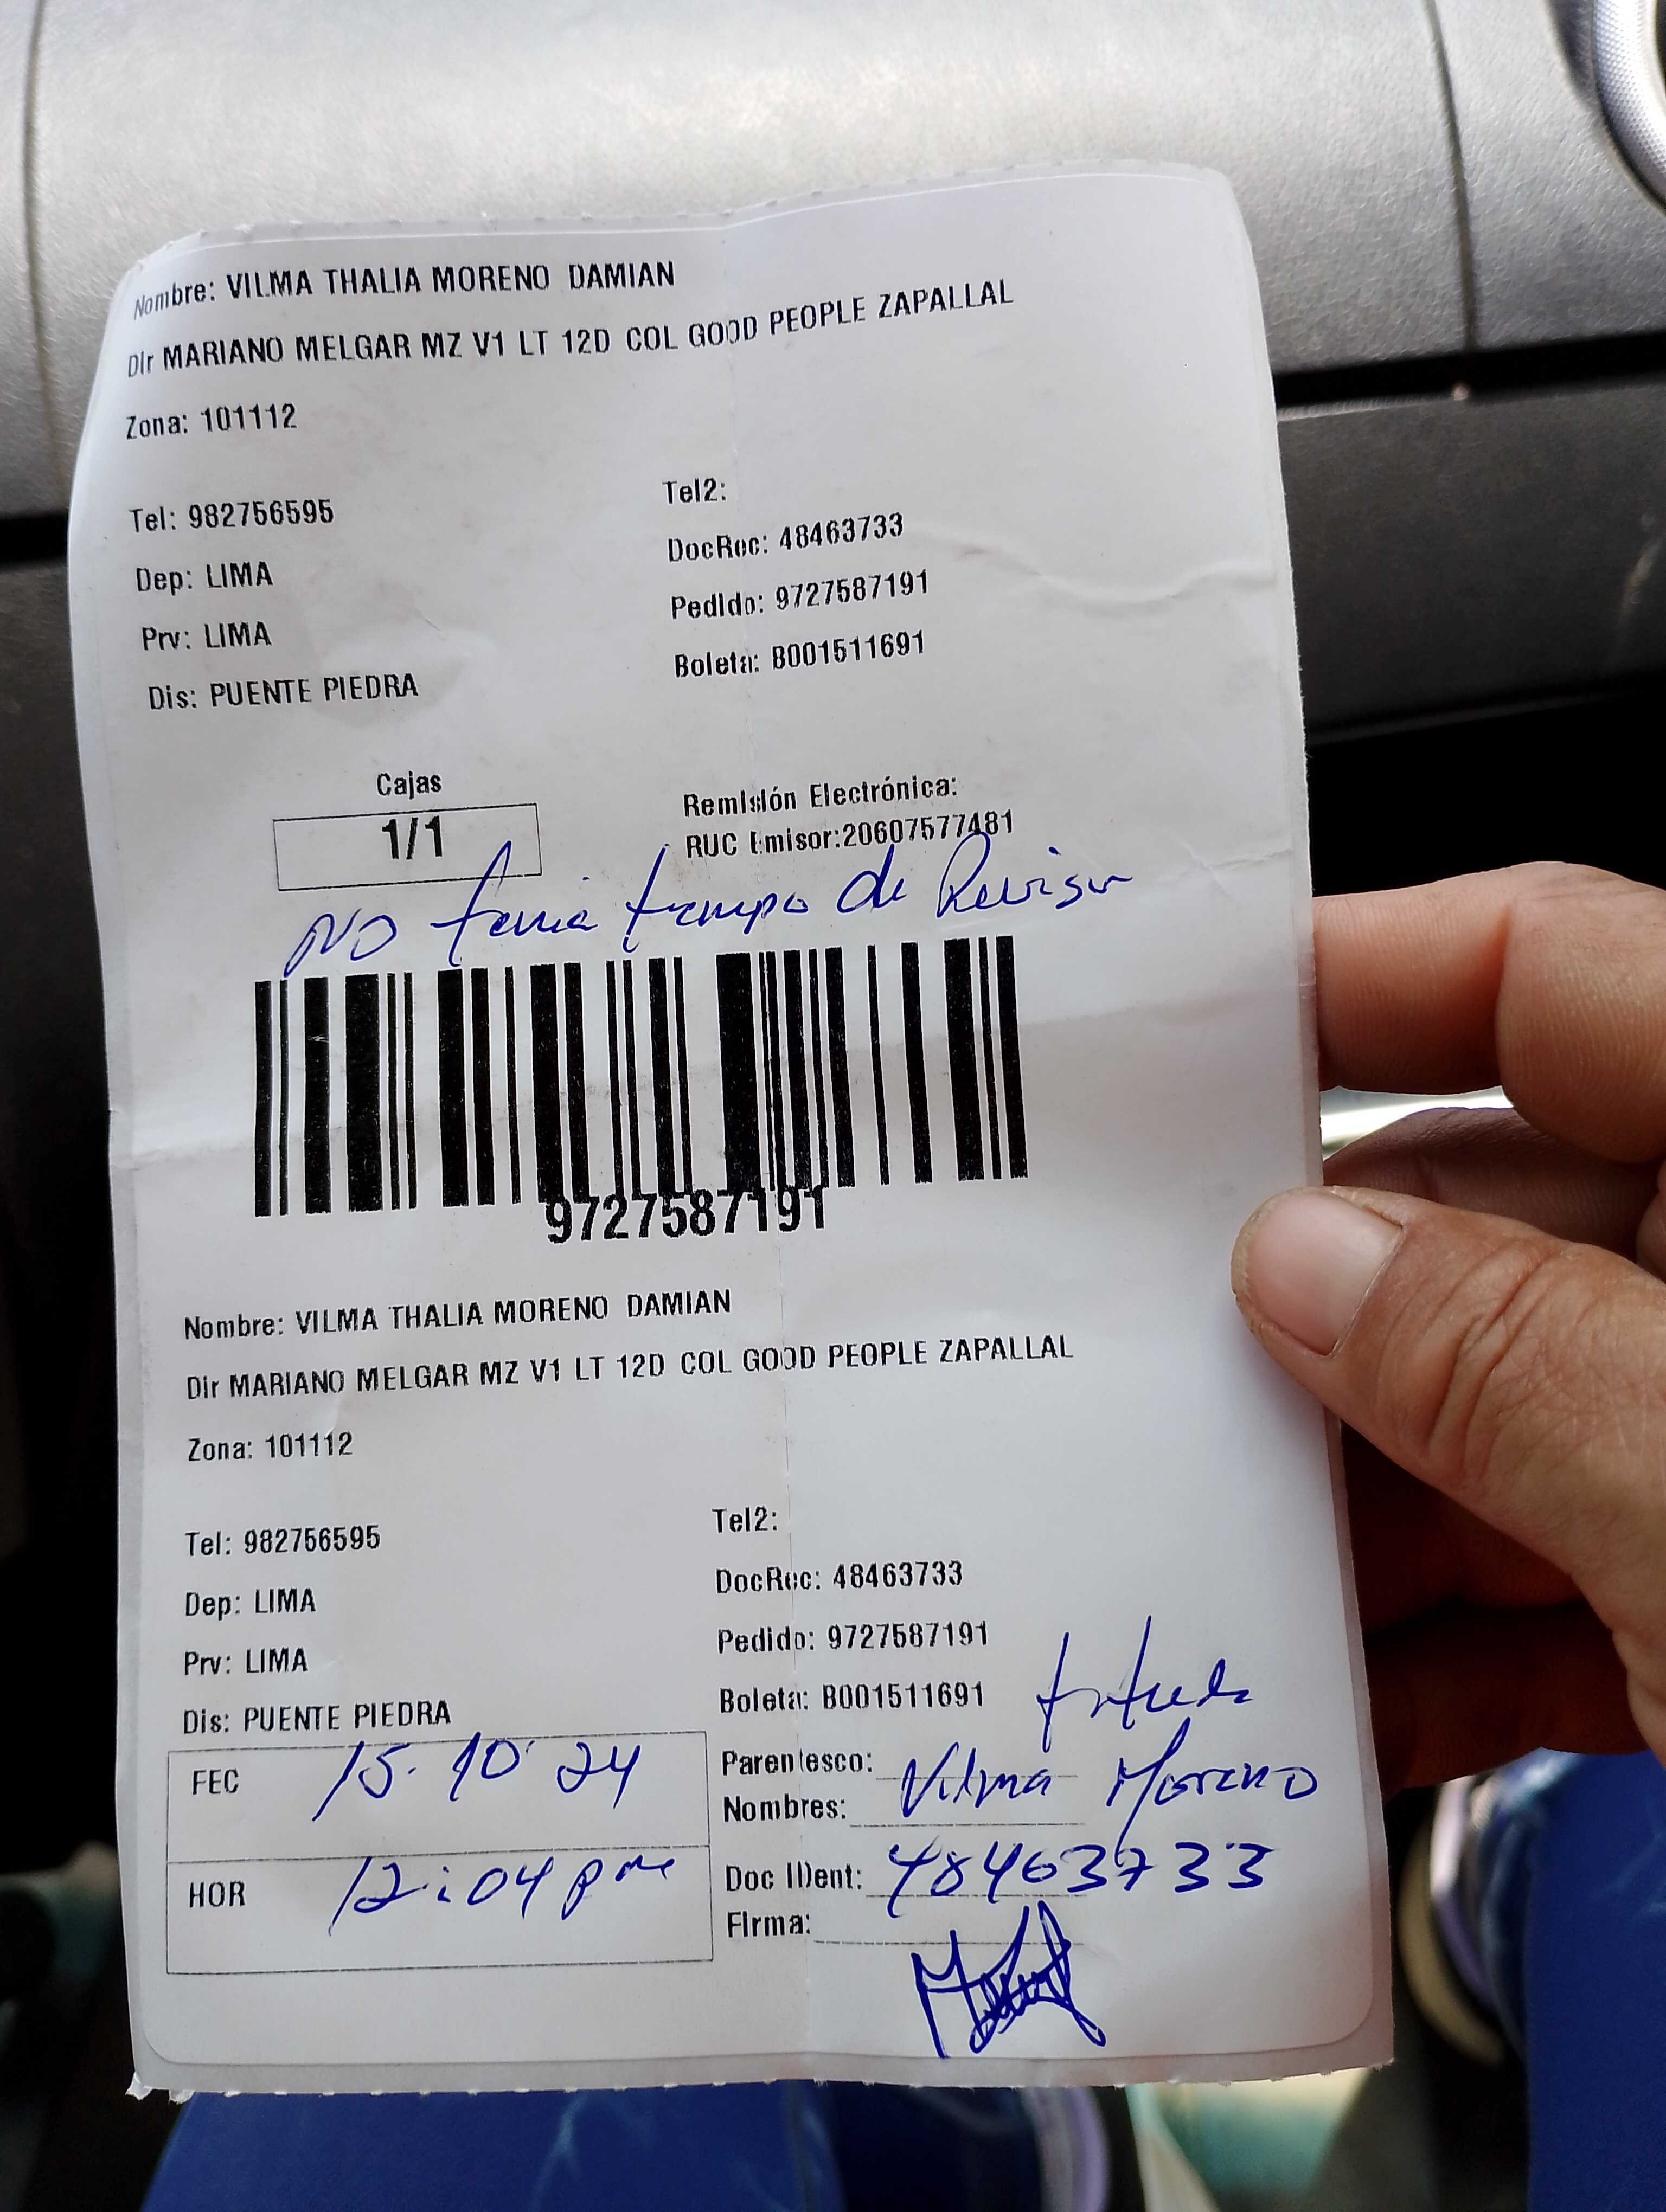 Nombre: VILMA THALIA MORENO DAMIAN
Dir MARIANO MELGAR MZ V1 LT 12D COL GOOD PEOPLE ZAPALLAL
Zona: 101112
Tel: 982756595
Tel2:
Dep: LIMA
DocRec: 48463733
Prv: LIMA
Pedido: 9727587191
Dis: PUENTE PIEDRA
Boleta: B001511691
Cajas
1/1
Remisión Electrónica:
RUC Emisor:20607577481
NO tenia tiempo de Revisar
9727587191
Nombre: VILMA THALIA MORENO DAMIAN
Dir MARIANO MELGAR MZ V1 LT 12D COL GOOD PEOPLE ZAPALLAL
Zona: 101112
Tel: 982756595
Tel2:
Dep: LIMA
DocRec: 48463733
Prv: LIMA
Pedido: 9727587191
Dis: PUENTE PIEDRA
Boleta: B001511691
FEC 15.10 24
Parentesco:
Nombres: Vilma Moreno
HOR 12:04 pm
Doc IDent: 48463733
Firma: